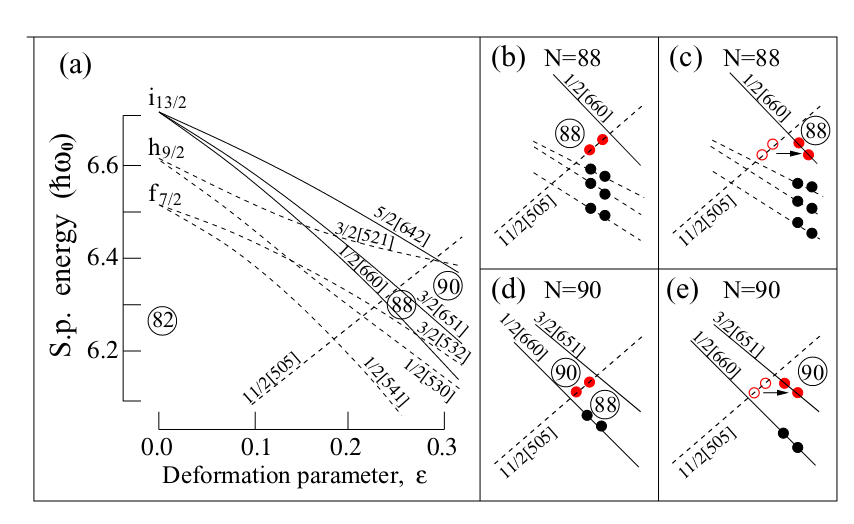 (a)
i13/2
h9/2
f7/2
S.p. energy (ħω0)
6.6
6.4
6.2
82
88
90
5/2[642]
3/2[521]
1/2[660]
3/2[651]
3/2[532]
1/2[530]
1/2[541]
11/2[505]
0.0 0.1 0.2 0.3
Deformation parameter, ε
(b) N=88
1/2[660]
88
11/2[505]
(c) N=88
1/2[660]
88
11/2[505]
(d) N=90
3/2[651]
1/2[660]
90
88
11/2[505]
(e) N=90
3/2[651]
1/2[660]
90
11/2[505]